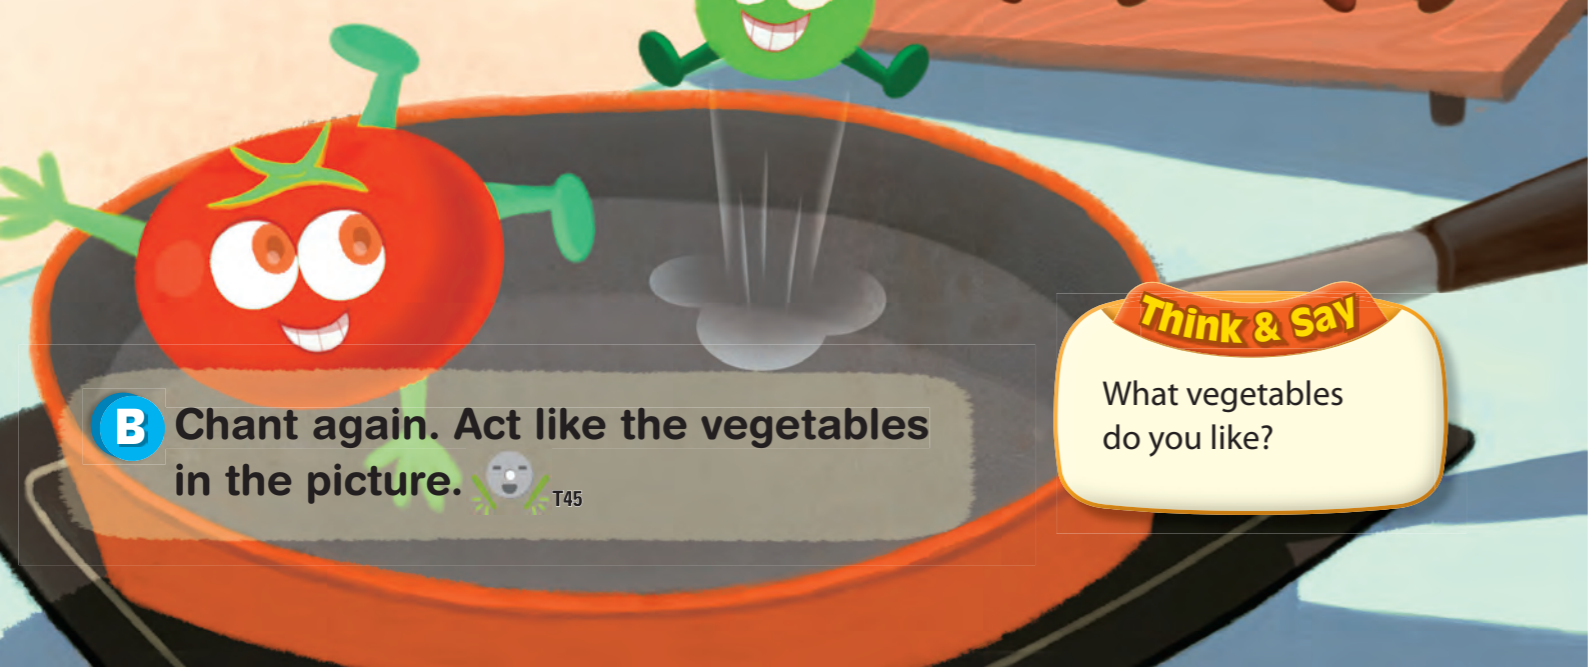 B Chant again. Act like the vegetables
in the picture. T45
Think & Say
What vegetables
do you like?